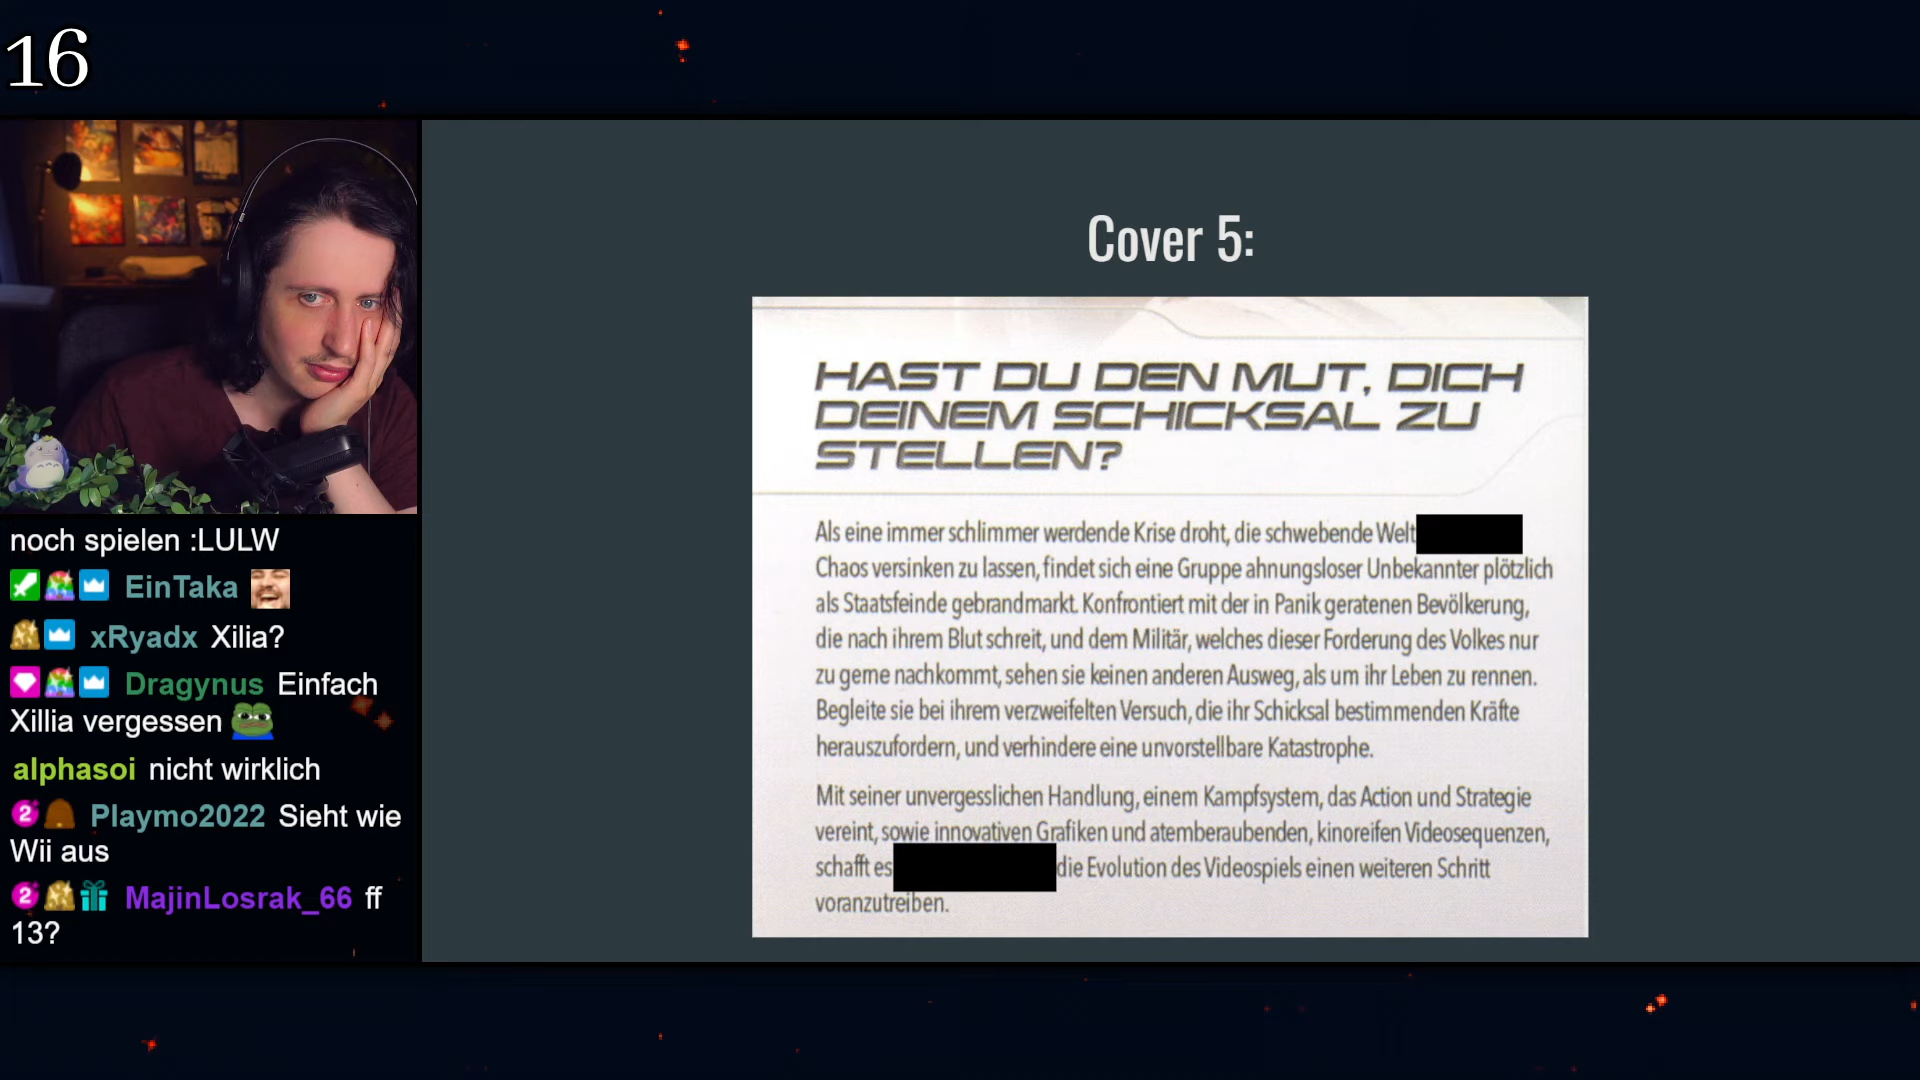 16
Cover 5:
HAST DU DEN MUT, DICH
DEINEM SCHICKSAL ZU
STELLEN?
Als eine immer schlimmer werdende Krise droht, die schwebende Welt
Chaos versinken zu lassen, findet sich eine Gruppe ahnungsloser Unbekannter plötzlich
als Staatsfeinde gebrandmarkt. Konfrontiert mit der in Panik geratenen Bevölkerung,
die nach ihrem Blut schreit, und dem Militär, welches dieser Forderung des Volkes nur
zu gerne nachkommt, sehen sie keinen anderen Ausweg, als um ihr Leben zu rennen.
Begleite sie bei ihrem verzweifelten Versuch, die ihr Schicksal bestimmenden Kräfte
herauszufordern, und verhindere eine unvorstellbare Katastrophe.
Mit seiner unvergesslichen Handlung, einem Kampfsystem, das Action und Strategie
vereint, sowie innovativen Grafiken und atemberaubenden, kinoreifen Videosequenzen,
schafft es die Evolution des Videospiels einen weiteren Schritt
voranzutreiben.
noch spielen :LULW
EinTaka
xRyadx Xilia?
Dragynus Einfach
Xillia vergessen
alphasoi nicht wirklich
2 Playmo2022 Sieht wie
Wii aus
2 MajinLosrak_66 ff
13?